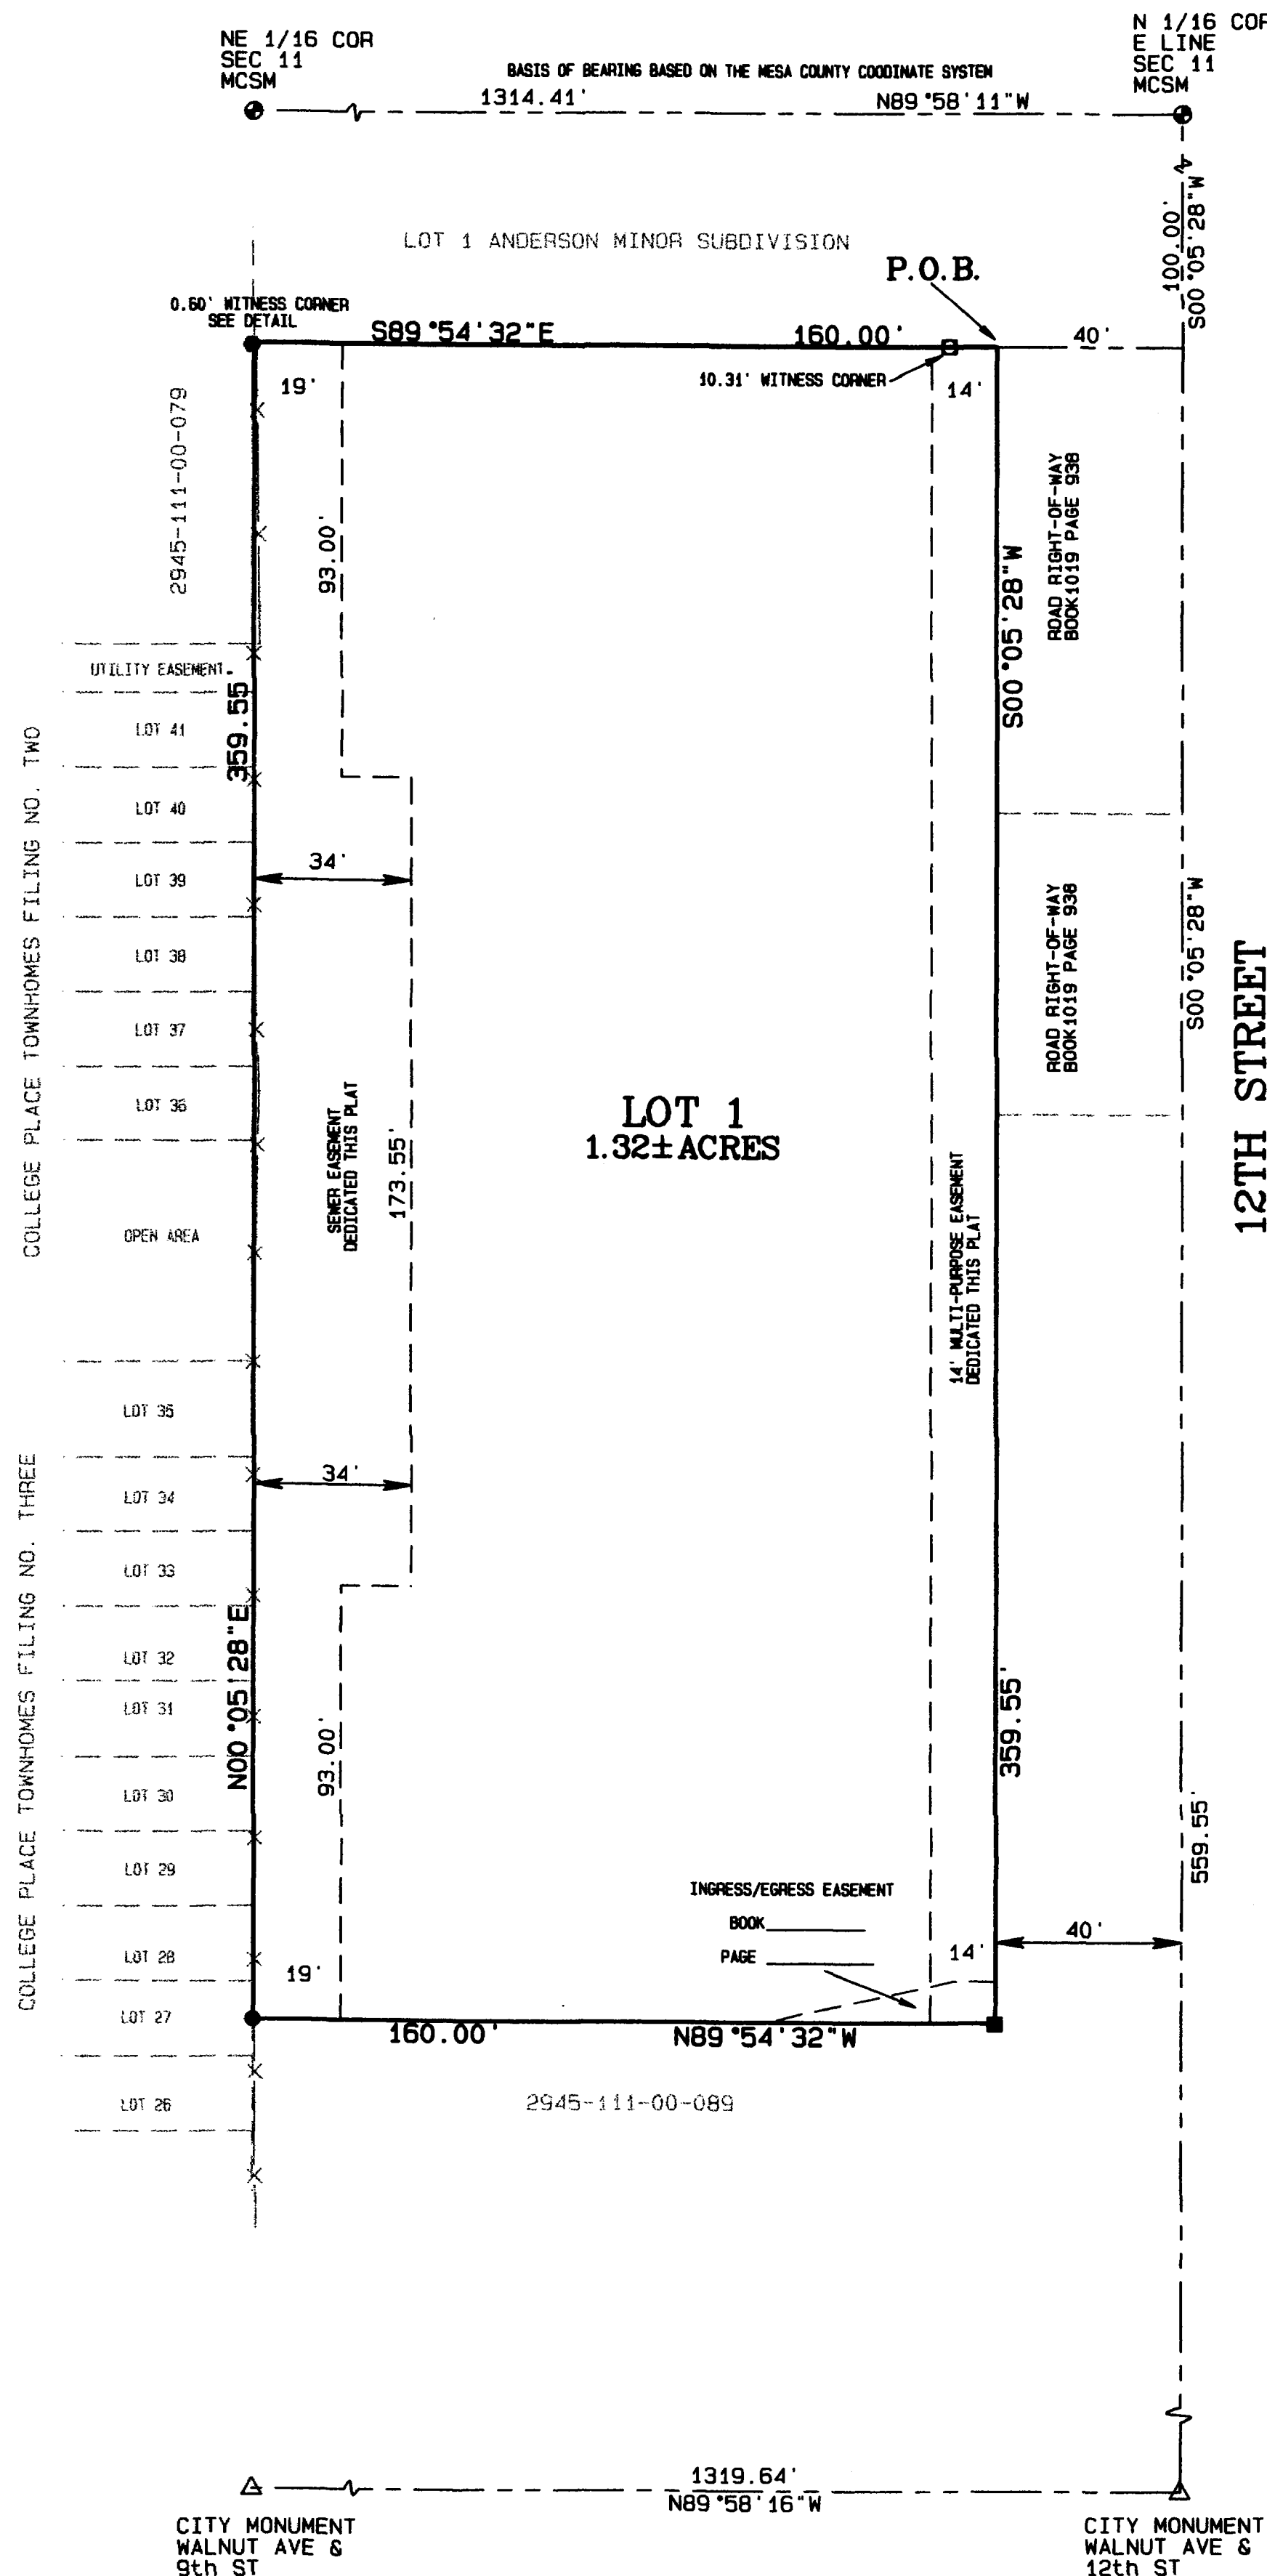 NE 1/16 COR
SEC 11
MCSM
N 1/16 COR
E LINE
SEC 11
MCSM
BASIS OF BEARING BASED ON THE MESA COUNTY COODINATE SYSTEM
1314.41'
N89°58'11"W
100.00'
S00°05'28"W
LOT 1 ANDERSON MINOR SUBDIVISION
P.O.B.
0.60' WITNESS CORNER
SEE DETAIL
S89°54'32"E
160.00'
40'
19'
10.31' WITNESS CORNER
14'
2945-111-00-079
93.00'
S00°05'28"W
ROAD RIGHT-OF-WAY
BOOK1019 PAGE 938
UTILITY EASEMENT
359.55
LOT 41
COLLEGE PLACE TOWNHOMES FILING NO. TWO
LOT 40
LOT 39
34'
LOT 38
LOT 37
LOT 36
ROAD RIGHT-OF-WAY
BOOK1019 PAGE 938
S00°05'28"W
12TH STREET
LOT 1
1.32± ACRES
SEWER EASEMENT
DEDICATED THIS PLAT
173.55'
OPEN AREA
14' MULTI-PURPOSE EASEMENT
DEDICATED THIS PLAT
LOT 35
COLLEGE PLACE TOWNHOMES FILING NO. THREE
34'
LOT 34
LOT 33
N00°05'28"E
LOT 32
LOT 31
93.00'
359.55'
LOT 30
559.55'
LOT 29
INGRESS/EGRESS EASEMENT
BOOK
PAGE
40'
14'
LOT 28
19'
LOT 27
160.00'
N89°54'32"W
LOT 26
2945-111-00-089
1319.64'
N89°58'16"W
CITY MONUMENT
WALNUT AVE &
9th ST
CITY MONUMENT
WALNUT AVE &
12th ST